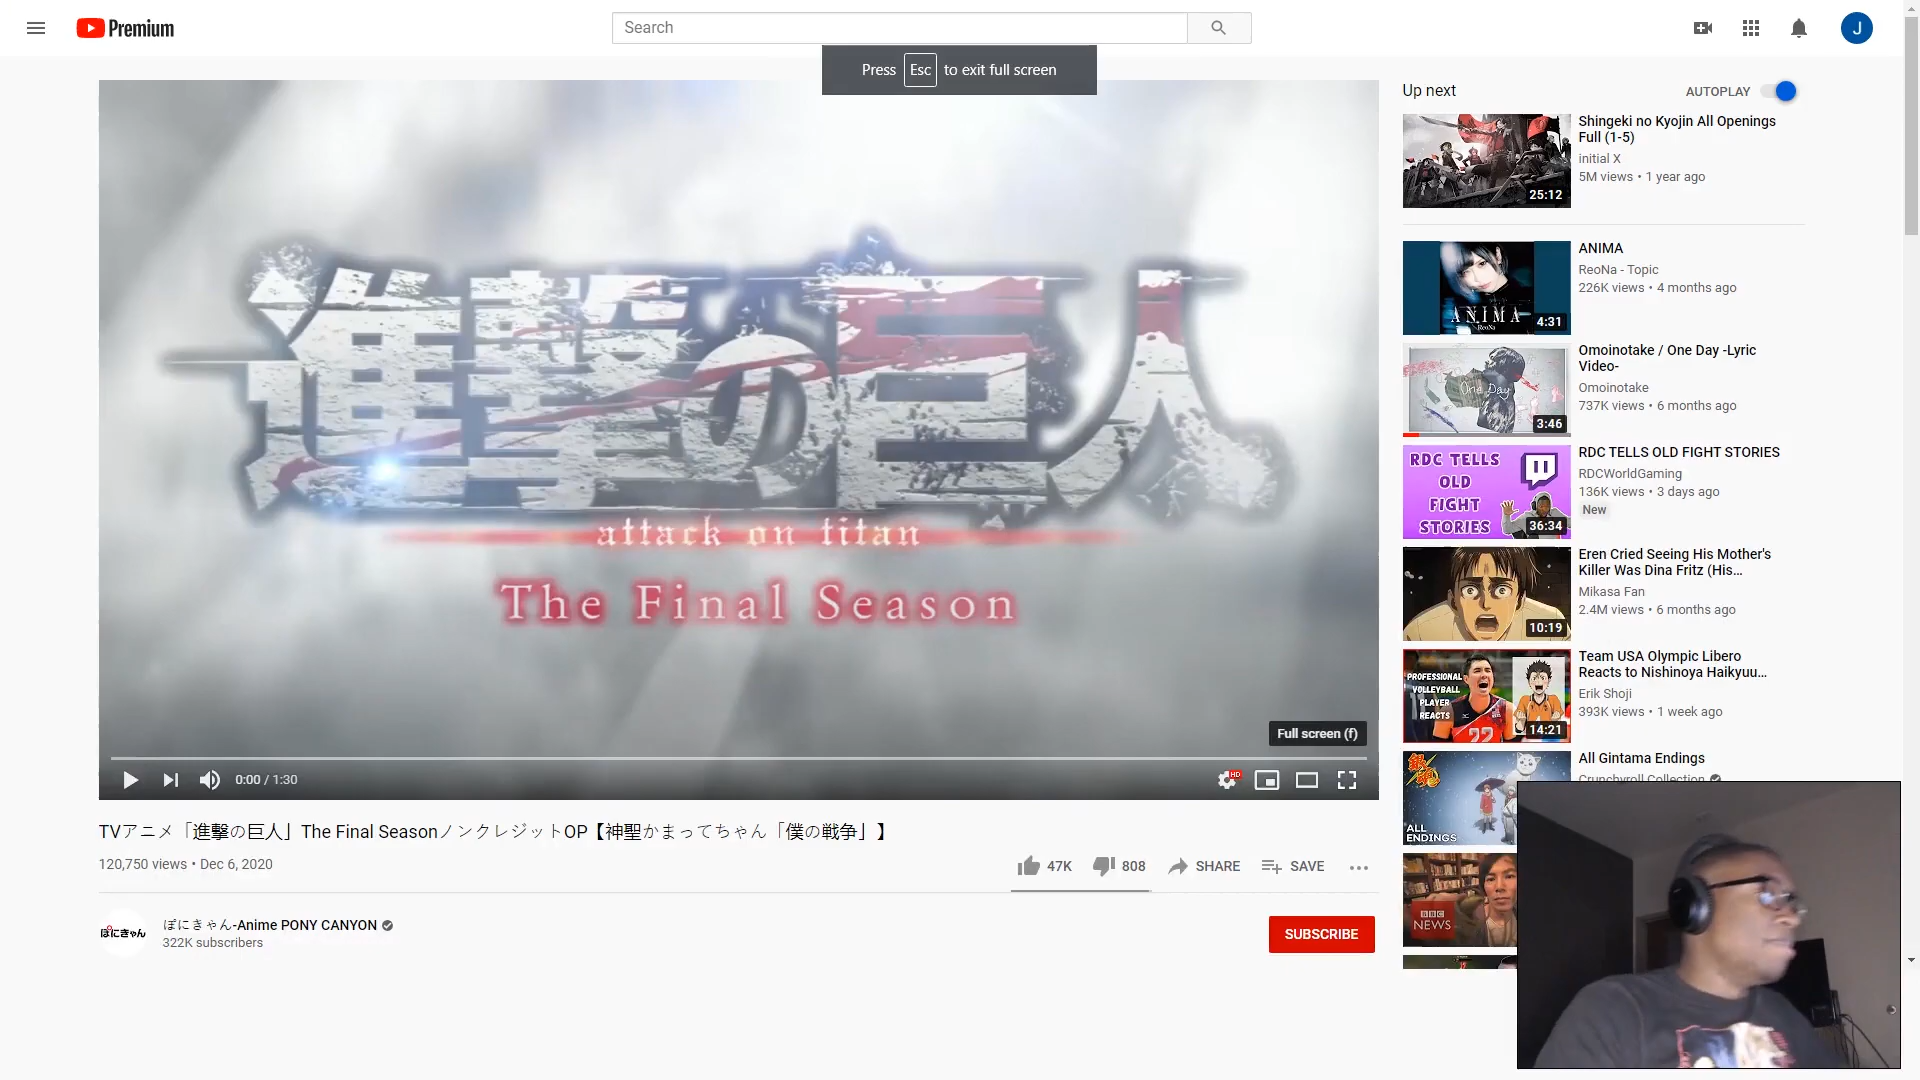 Premium
Search
J
Press Esc to exit full screen
進撃の巨人
attack on titan
The Final Season
Full screen (f)
0:00 / 1:30
HD
TVアニメ「進撃の巨人」The Final SeasonノンクレジットOP【神聖かまってちゃん「僕の戦争」】
120,750 views • Dec 6, 2020
47K
808
SHARE
SAVE
ぽにきゃん
ぽにきゃん-Anime PONY CANYON
322K subscribers
SUBSCRIBE
Up next
AUTOPLAY
25:12
Shingeki no Kyojin All Openings
Full (1-5)
initial X
5M views • 1 year ago
ANIMA
ReoNa
4:31
ANIMA
ReoNa - Topic
226K views • 4 months ago
One Day
3:46
Omoinotake / One Day -Lyric
Video-
Omoinotake
737K views • 6 months ago
RDC TELLS
OLD
FIGHT
STORIES
36:34
RDC TELLS OLD FIGHT STORIES
RDCWorldGaming
136K views • 3 days ago
New
10:19
Eren Cried Seeing His Mother's
Killer Was Dina Fritz (His...
Mikasa Fan
2.4M views • 6 months ago
PROFESSIONAL
VOLLEYBALL
PLAYER
REACTS
22
14:21
Team USA Olympic Libero
Reacts to Nishinoya Haikyuu...
Erik Shoji
393K views • 1 week ago
銀魂
ALL
ENDINGS
All Gintama Endings
Crunchyroll Collection
BBC
NEWS